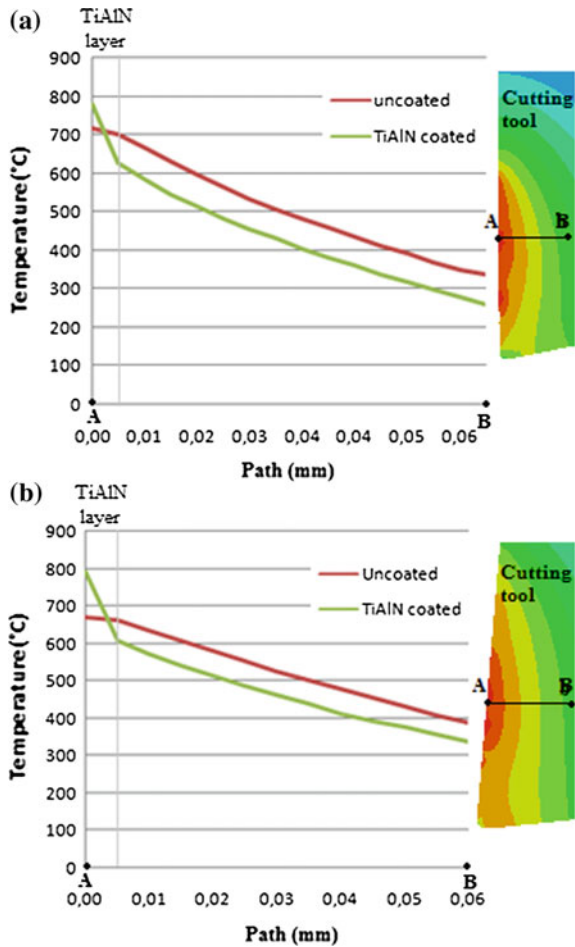 (a)
TiAlN
layer
900
800
700
600
500
400
300
200
100
0
Temperature (°C)
uncoated
TiAlN coated
Cutting
tool
A
B
A
B
0,00 0,01 0,02 0,03 0,04 0,04 0,05 0,06
Path (mm)
(b)
TiAlN
layer
900
800
700
600
500
400
300
200
100
0
Temperature (°C)
Uncoated
TiAlN coated
Cutting
tool
A
B
A
B
0,00 0,01 0,02 0,03 0,04 0,05 0,06
Path (mm)